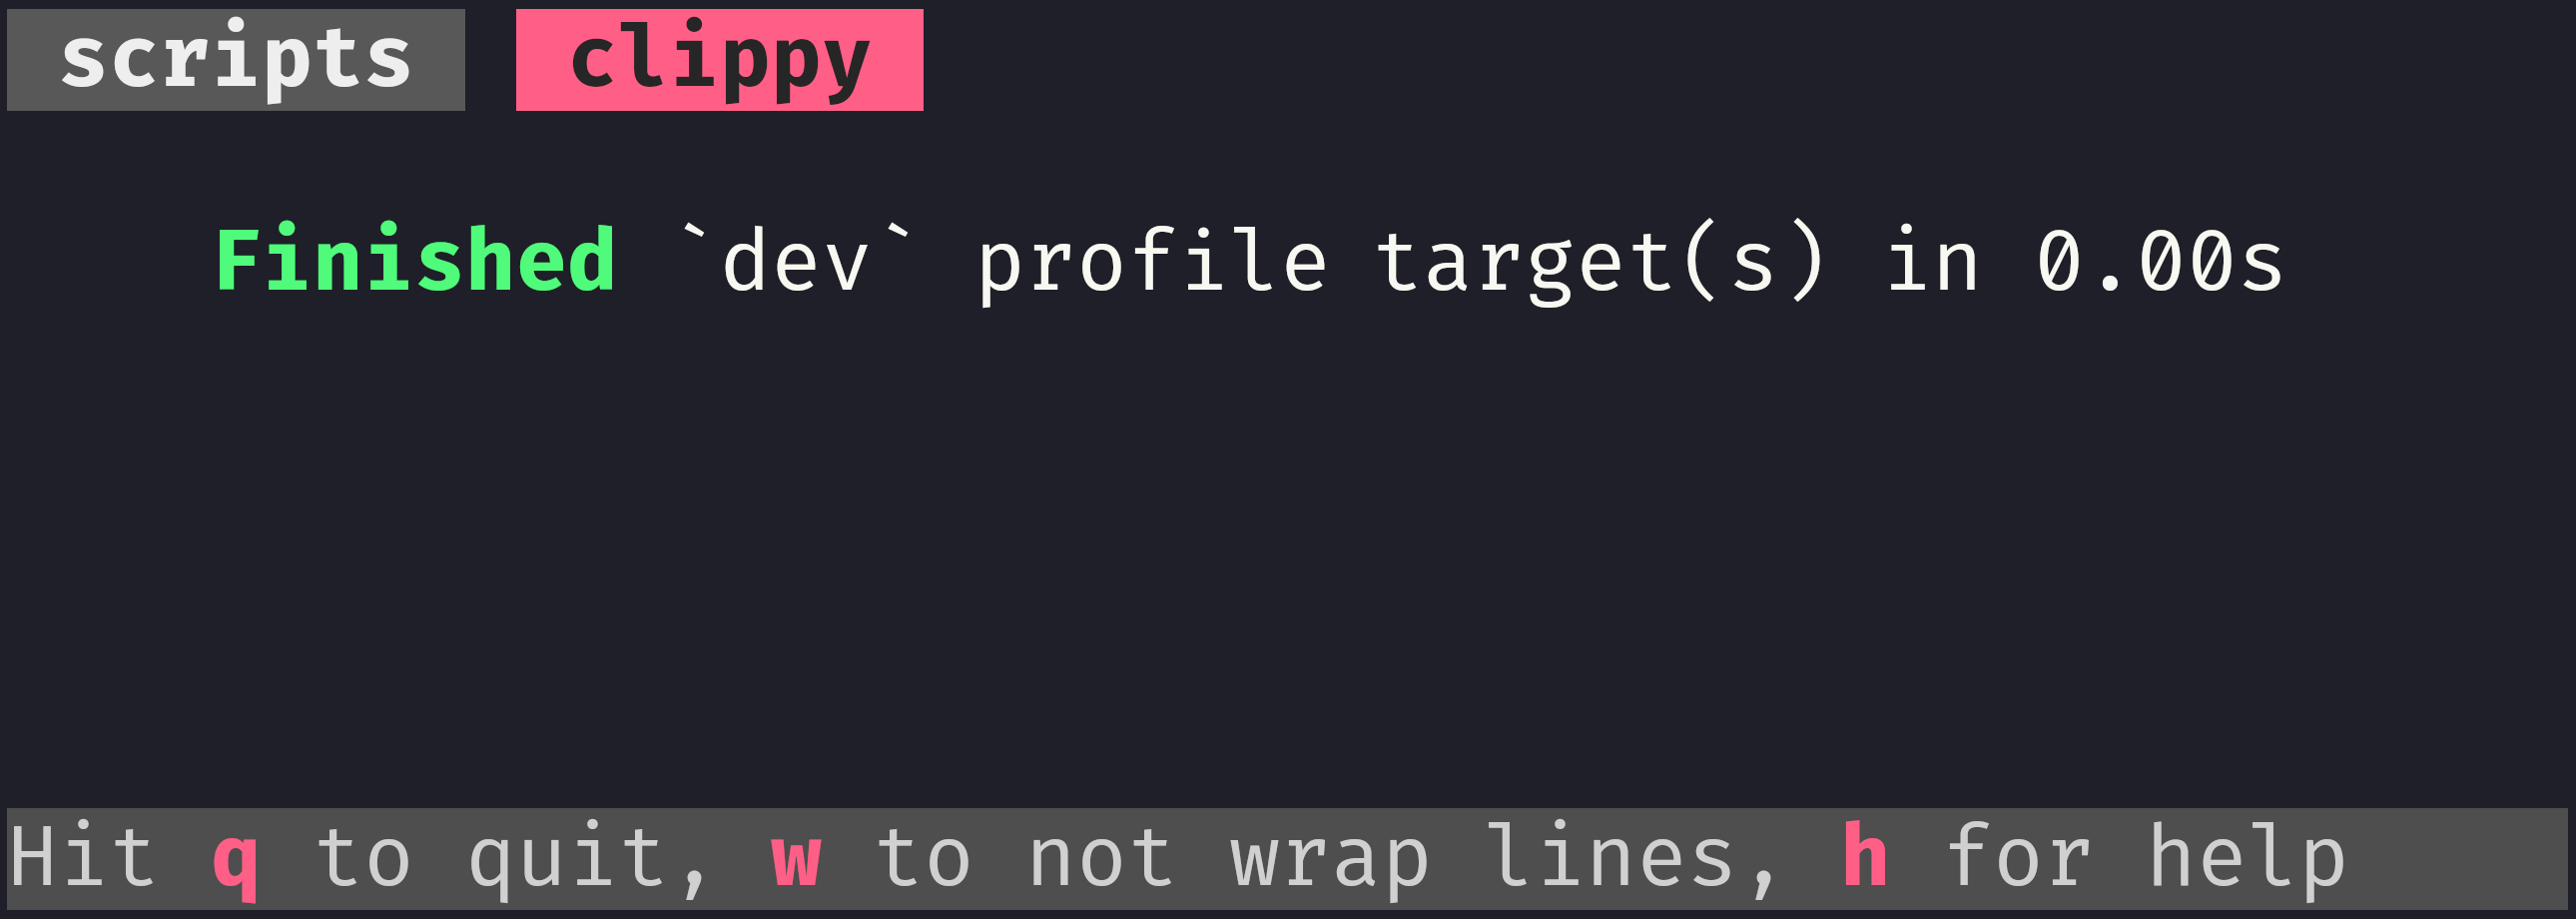 scripts clippy
Finished `dev` profile target(s) in 0.00s
Hit q to quit, w to not wrap lines, h for help